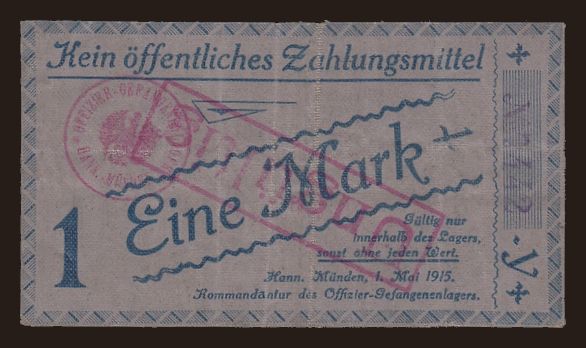 Kein öffentliches Zahlungsmittel
1 Eine Mark
Gültig nur
innerhalb des Lagers,
sonst ohne jeden Wert.
Hann. Münden, 1. Mai 1915.
Kommandantur des Offizier-Gefangenenlagers.